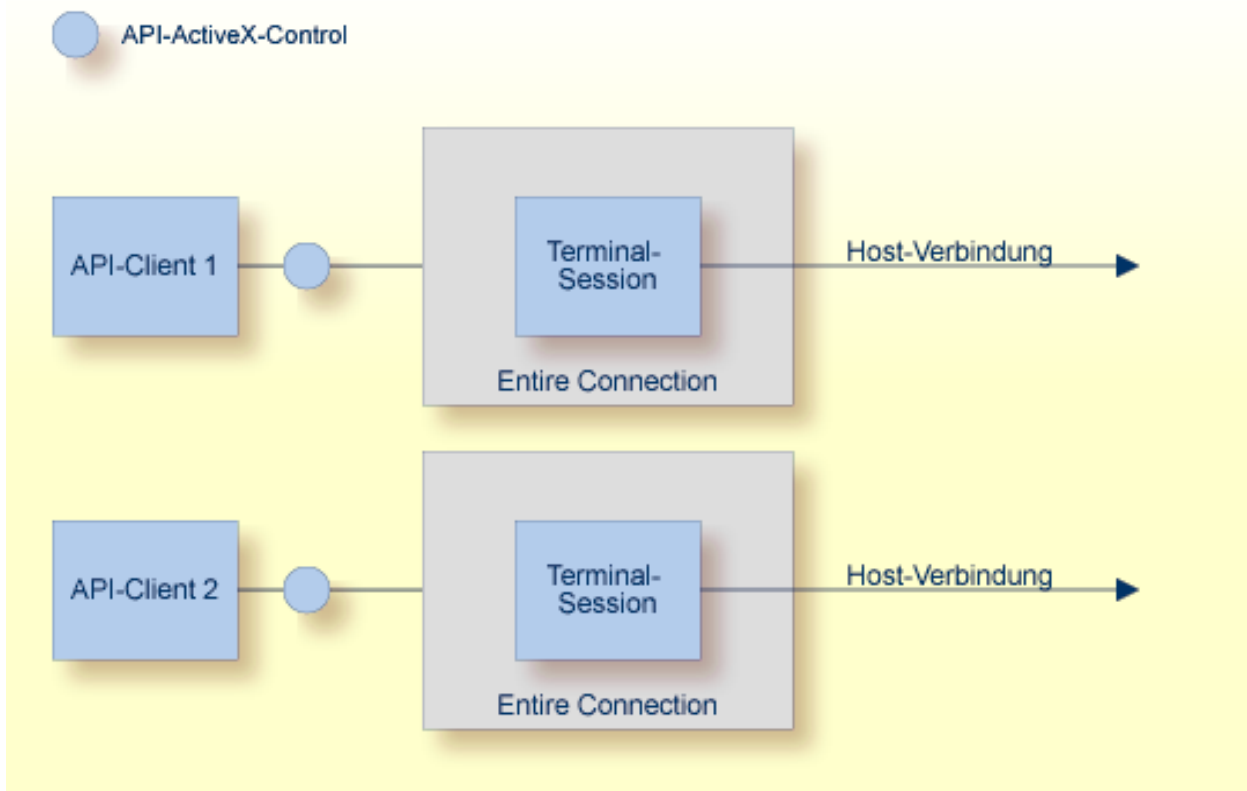 API-ActiveX-Control
API-Client 1
Terminal-
Session
Host-Verbindung
Entire Connection
API-Client 2
Terminal-
Session
Host-Verbindung
Entire Connection